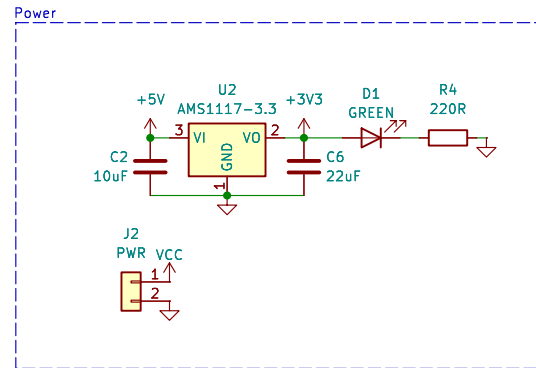 Power
+5V
U2
AMS1117-3.3
+3V3
D1
GREEN
R4
220R
3
VI
VO
2
GND
1
C2
10uF
C6
22uF
J2
PWR
VCC
1
2